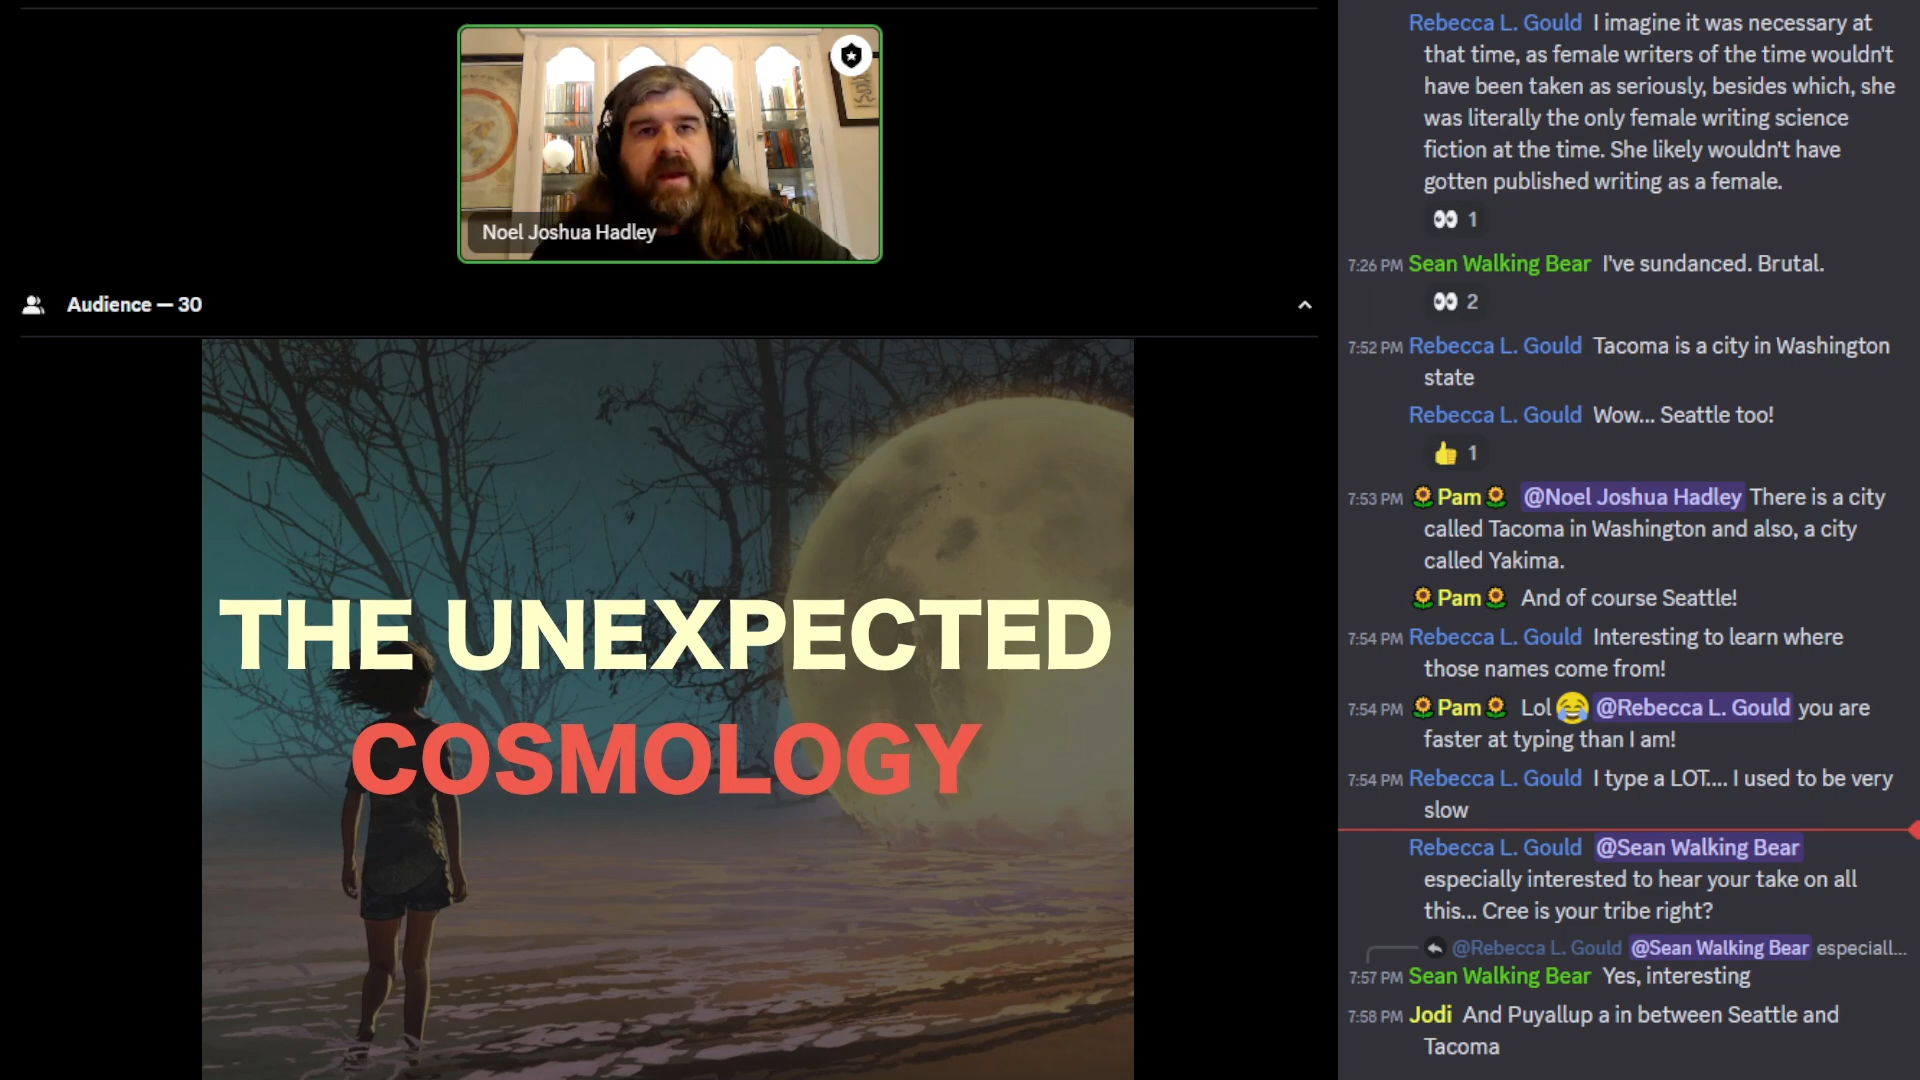 Noel Joshua Hadley
Audience — 30
THE UNEXPECTED
COSMOLOGY
Rebecca L. Gould I imagine it was necessary at
that time, as female writers of the time wouldn't
have been taken as seriously, besides which, she
was literally the only female writing science
fiction at the time. She likely wouldn't have
gotten published writing as a female.
👀 1
7:26 PM Sean Walking Bear I've sundanced. Brutal.
👀 2
7:52 PM Rebecca L. Gould Tacoma is a city in Washington
state
Rebecca L. Gould Wow... Seattle too!
👍 1
7:53 PM 🌻Pam🌻 @Noel Joshua Hadley There is a city
called Tacoma in Washington and also, a city
called Yakima.
🌻Pam🌻 And of course Seattle!
7:54 PM Rebecca L. Gould Interesting to learn where
those names come from!
7:54 PM 🌻Pam🌻 Lol 😂 @Rebecca L. Gould you are
faster at typing than I am!
7:54 PM Rebecca L. Gould I type a LOT.... I used to be very
slow
Rebecca L. Gould @Sean Walking Bear
especially interested to hear your take on all
this... Cree is your tribe right?
@Rebecca L. Gould @Sean Walking Bear especiall...
7:57 PM Sean Walking Bear Yes, interesting
7:58 PM Jodi And Puyallup a in between Seattle and
Tacoma